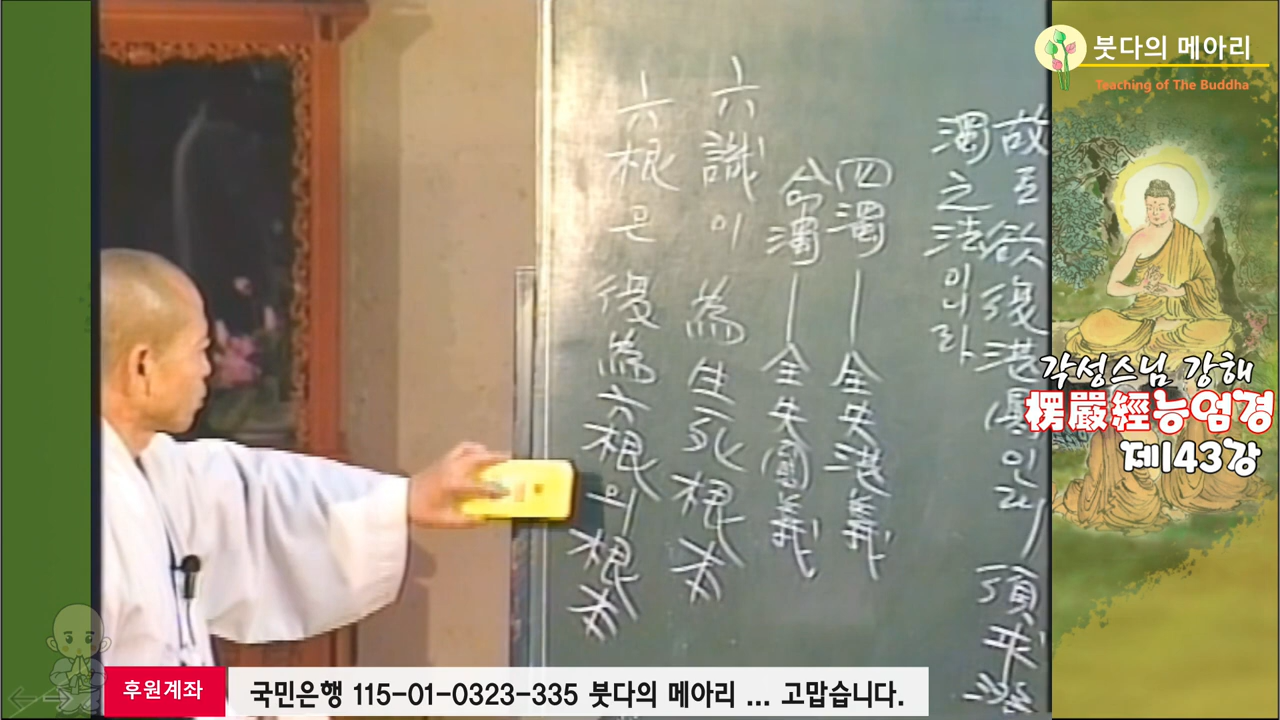 붓다의 메아리
Teaching of The Buddha
故로 欲復湛圓인대 須求
濁之法이니라
四濁 ― 全失湛義
命濁 ― 全失圓義
六識이 為生死根本
六根은 復為六根의 根本
각성스님 강해
楞嚴經능엄경
제143강
후원계좌
국민은행 115-01-0323-335 붓다의 메아리 ... 고맙습니다.